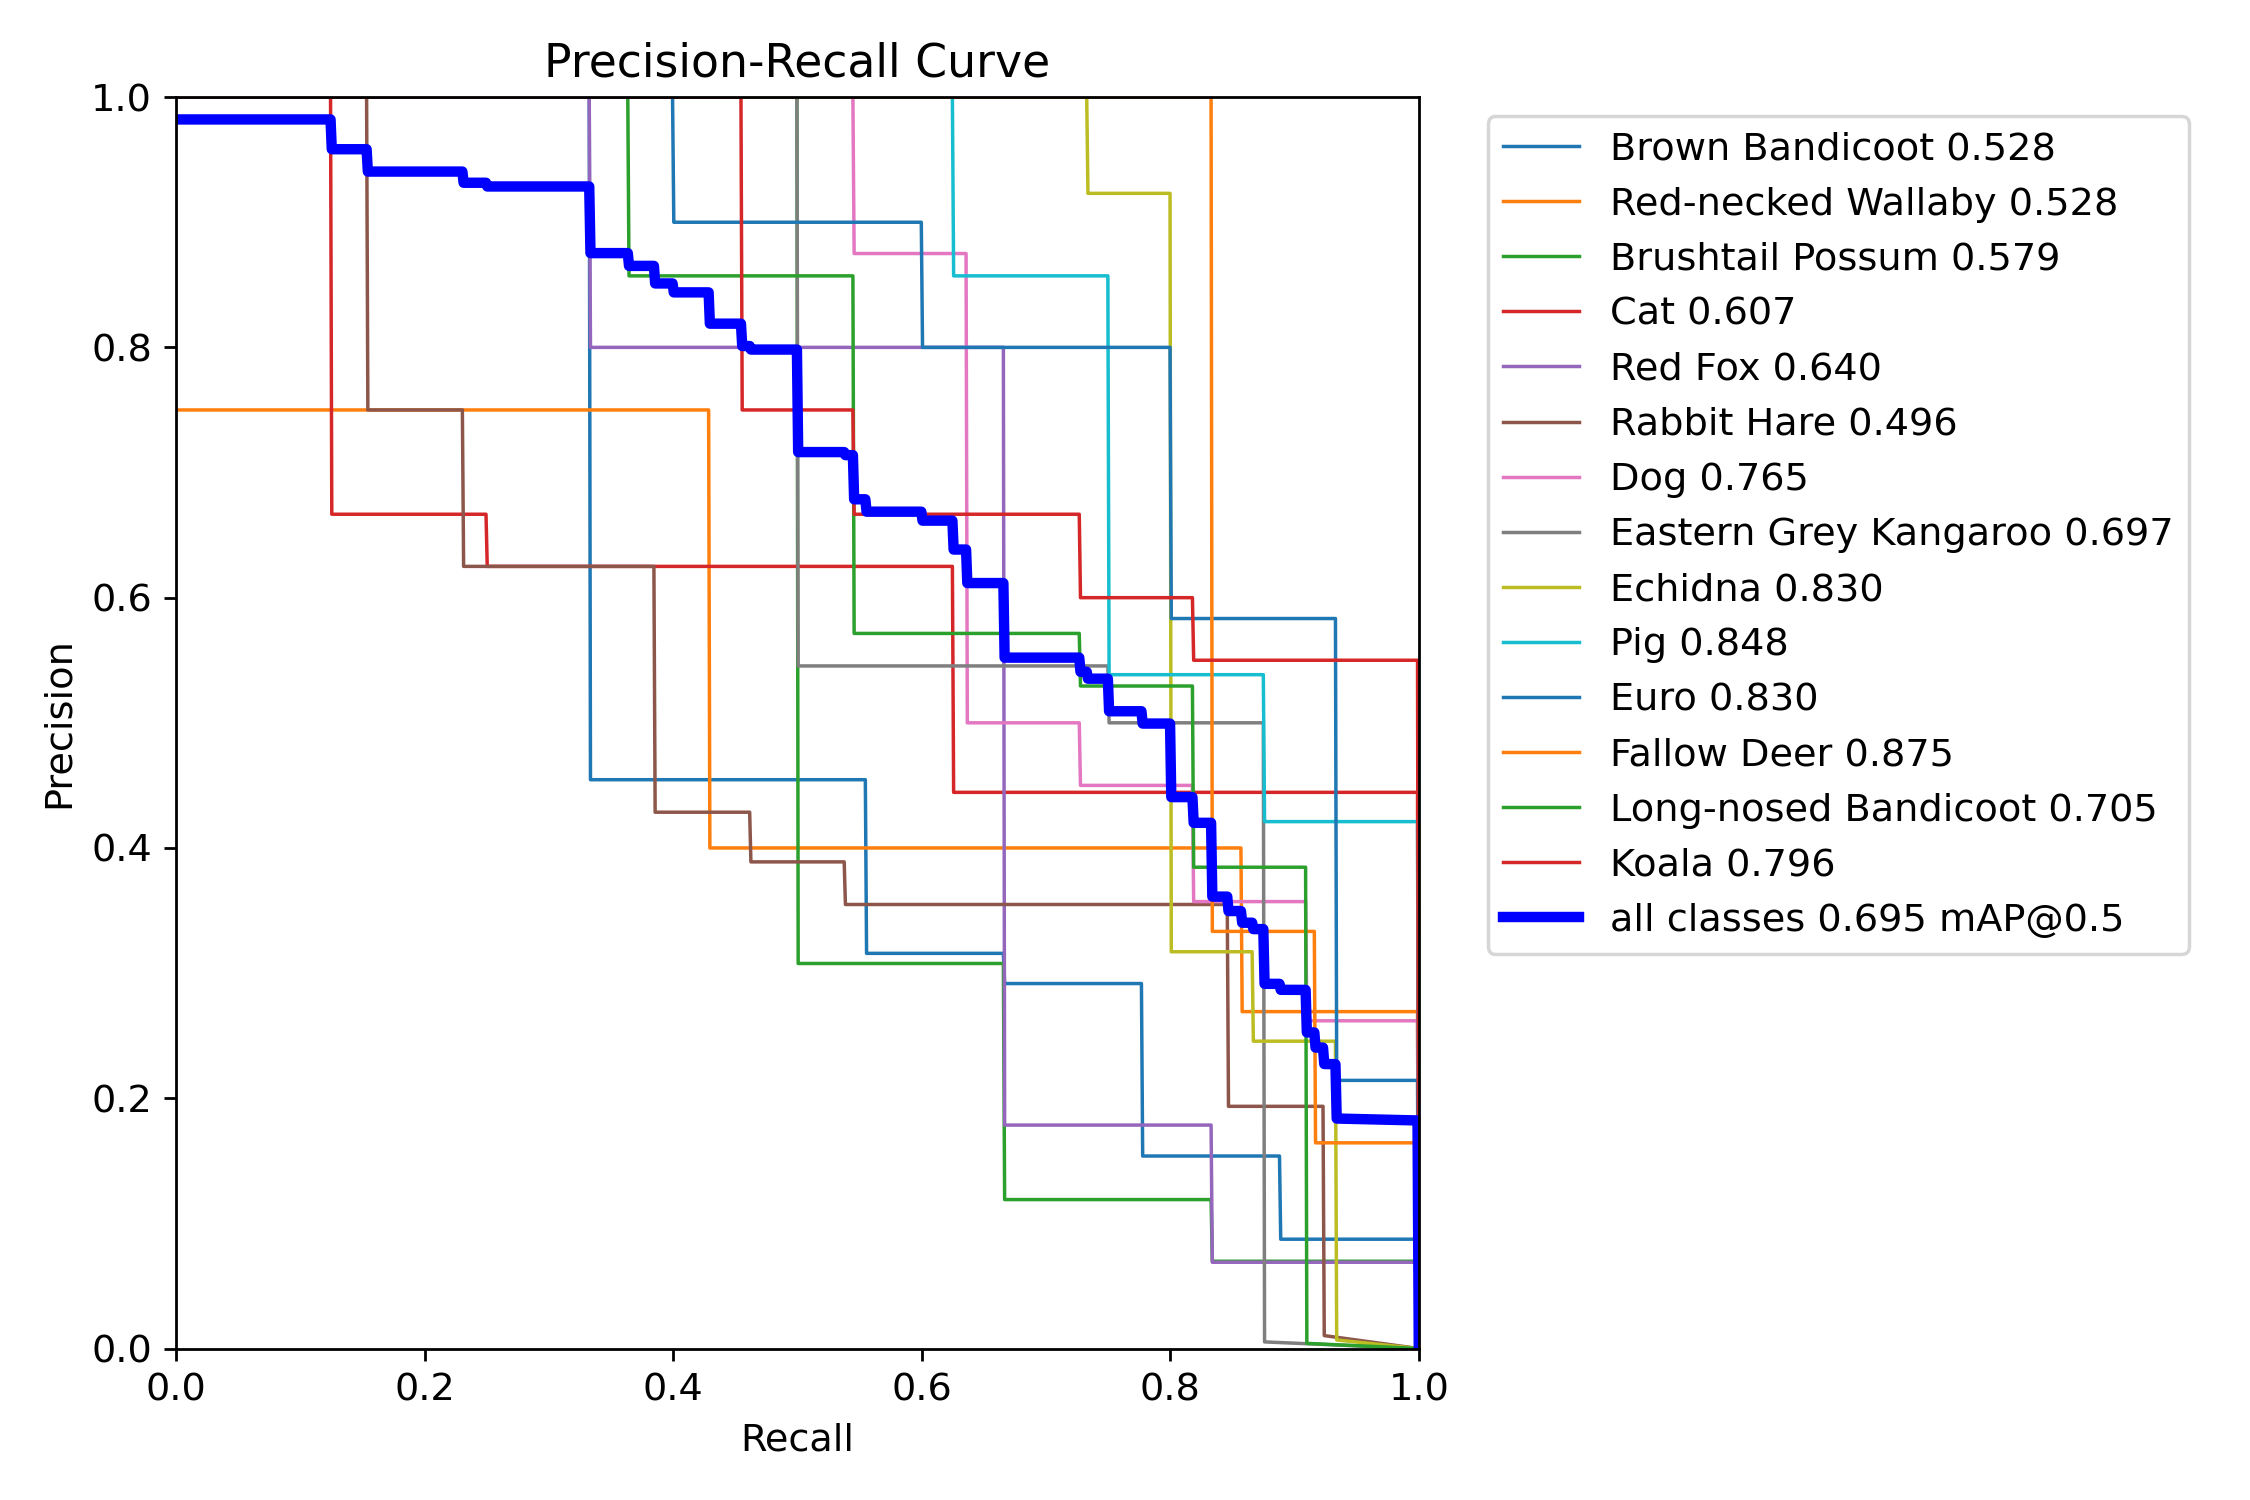 Precision-Recall Curve
1.0
0.8
0.6
0.4
0.2
0.0
Precision
0.0 0.2 0.4 0.6 0.8 1.0
Recall
Brown Bandicoot 0.528
Red-necked Wallaby 0.528
Brushtail Possum 0.579
Cat 0.607
Red Fox 0.640
Rabbit Hare 0.496
Dog 0.765
Eastern Grey Kangaroo 0.697
Echidna 0.830
Pig 0.848
Euro 0.830
Fallow Deer 0.875
Long-nosed Bandicoot 0.705
Koala 0.796
all classes 0.695 mAP@0.5